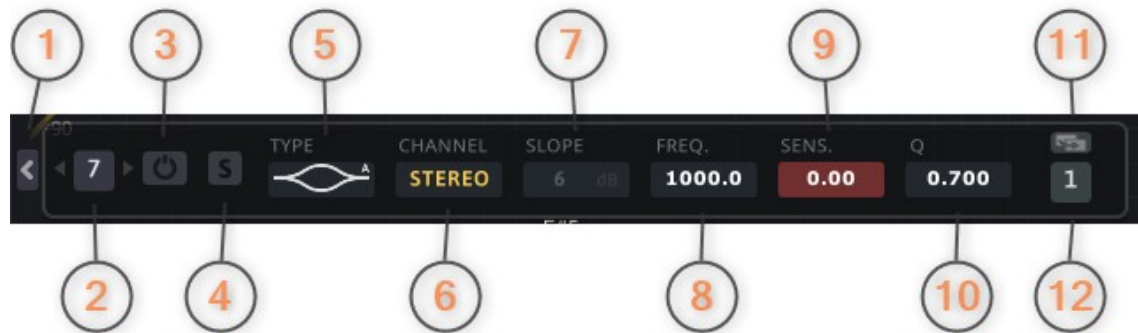 1 3 5 7 9 11
-90
TYPE CHANNEL SLOPE FREQ. SENS. Q
7 S A STEREO 6 dB 1000.0 0.00 0.700 1
2 4 6 8 10 12